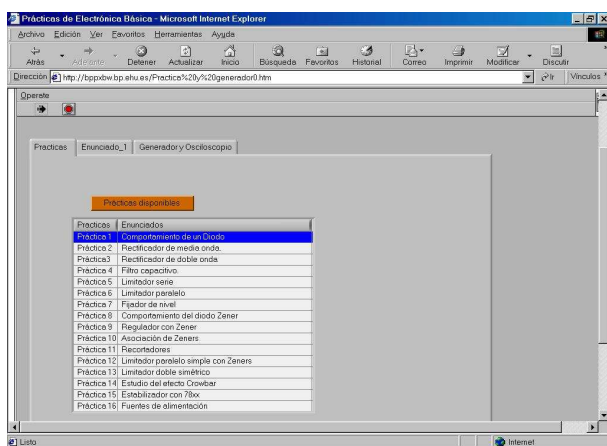 Prácticas de Electrónica Básica - Microsoft Internet Explorer
Archivo Edición Ver Favoritos Herramientas Ayuda
Atrás Adelante Detener Actualizar Inicio Búsqueda Favoritos Historial Correo Imprimir Modificar Discutir
Dirección http://bppxbw.bp.ehu.es/Practica%20y%20generador0.htm Ir Vínculos
Operate
Practicas Enunciado_1 Generador y Osciloscopio
Prácticas disponibles
Practicas Enunciados
Práctica 1 Comportamiento de un Diodo
Práctica 2 Rectificador de media onda.
Práctica3 Rectificador de doble onda
Práctica 4 Filtro capacitivo.
Práctica 5 Limitador serie
Práctica 6 Limitador paralelo
Práctica 7 Fijador de nivel
Práctica 8 Comportamiento del diodo Zener
Práctica 9 Regulador con Zener
Práctica 10 Asociación de Zeners
Práctica 11 Recortadores
Práctica 12 Limitador paralelo simple con Zeners
Práctica 13 Limitador doble simétrico
Práctica 14 Estudio del efecto Crowbar
Práctica 15 Estabilizador con 78xx
Práctica 16 Fuentes de alimentación
Listo Internet